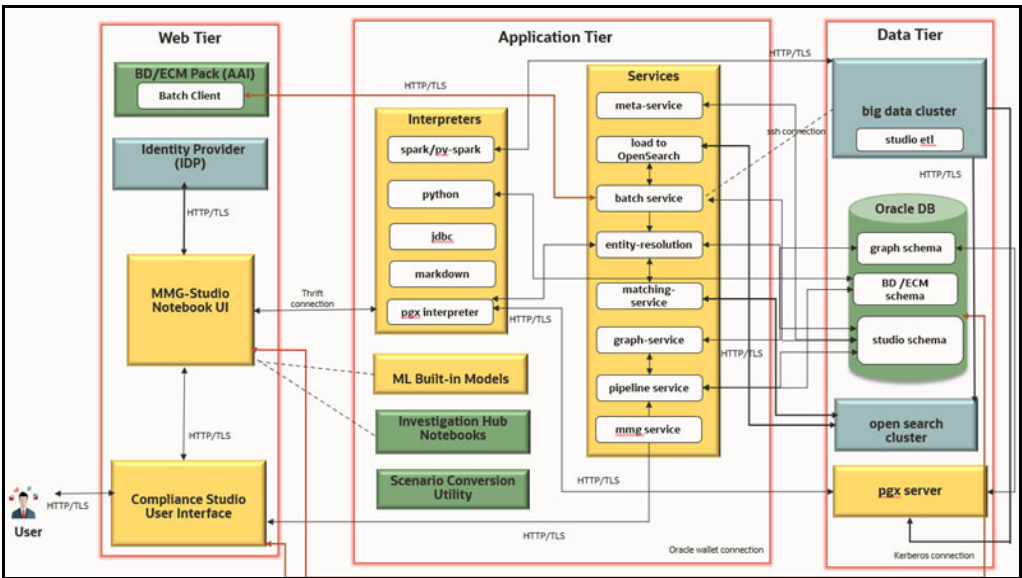 Web Tier
BD/ECM Pack (AAI)
Batch Client
Identity Provider
(IDP)
HTTP/TLS
MMG-Studio
Notebook UI
HTTP/TLS
Compliance Studio
User Interface
HTTP/TLS
User
Application Tier
HTTP/TLS
Interpreters
spark/py-spark
python
jdbc
markdown
pgx interpreter
Thrift
connection
HTTP/TLS
ML Built-in Models
Investigation Hub
Notebooks
Scenario Conversion
Utility
Services
meta-service
load to
OpenSearch
batch service
entity-resolution
matching-
service
graph-service
pipeline service
mmg service
HTTP/TLS
HTTP/TLS
HTTP/TLS
Oracle wallet connection
HTTP/TLS
ssh connection
Data Tier
big data cluster
studio etl
HTTP/TLS
Oracle DB
graph schema
BD /ECM
schema
studio schema
open search
cluster
pgx server
Kerberos connection